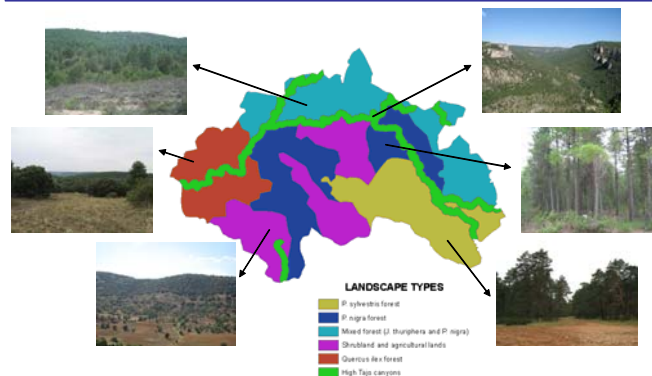 LANDSCAPE TYPES
P. sylvestris forest
P. nigra forest
Mixed forest (J. thuriphera and P. nigra)
Shrubland and agricultural lands
Quercus ilex forest
High Tajo canyons